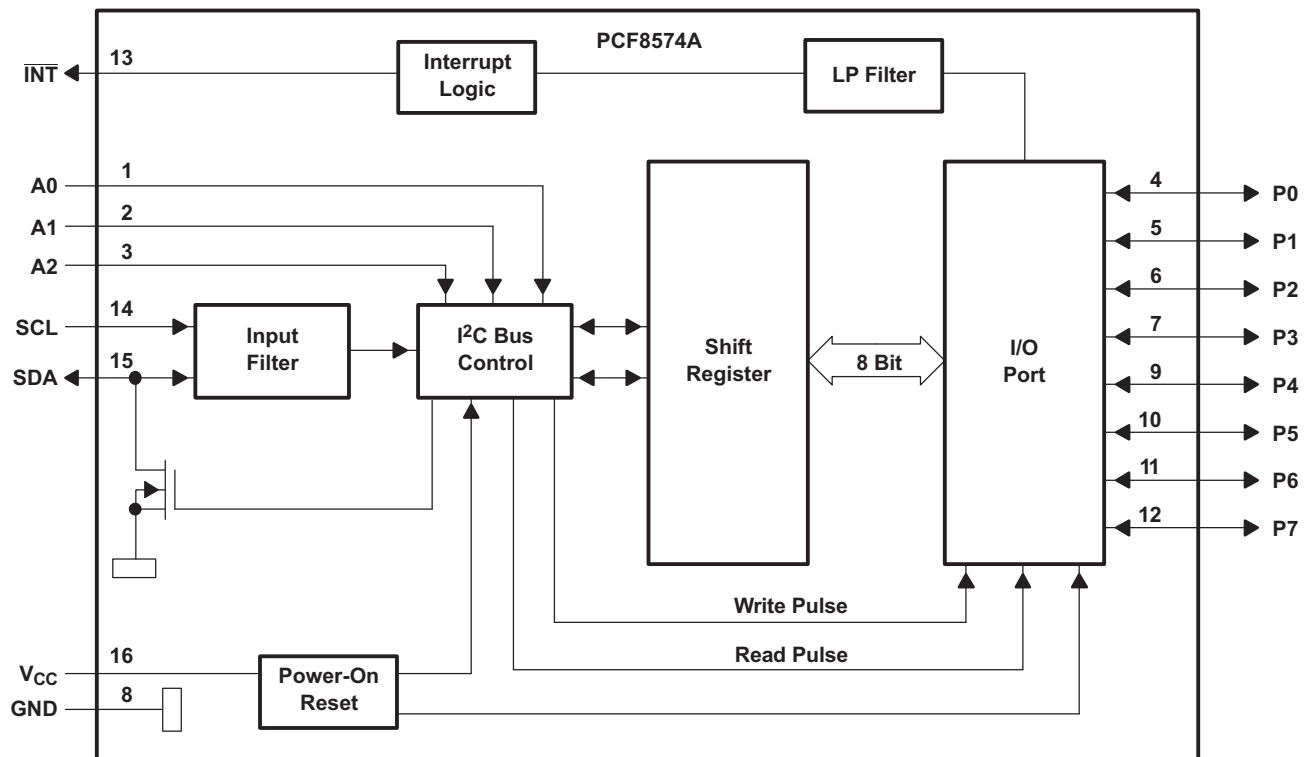 PCF8574A
INT 13
Interrupt
Logic
LP Filter
A0 1
A1 2
A2 3
SCL 14
SDA 15
Input
Filter
I²C Bus
Control
Shift
Register
8 Bit
I/O
Port
4 P0
5 P1
6 P2
7 P3
9 P4
10 P5
11 P6
12 P7
Write Pulse
Read Pulse
VCC 16
GND 8
Power-On
Reset